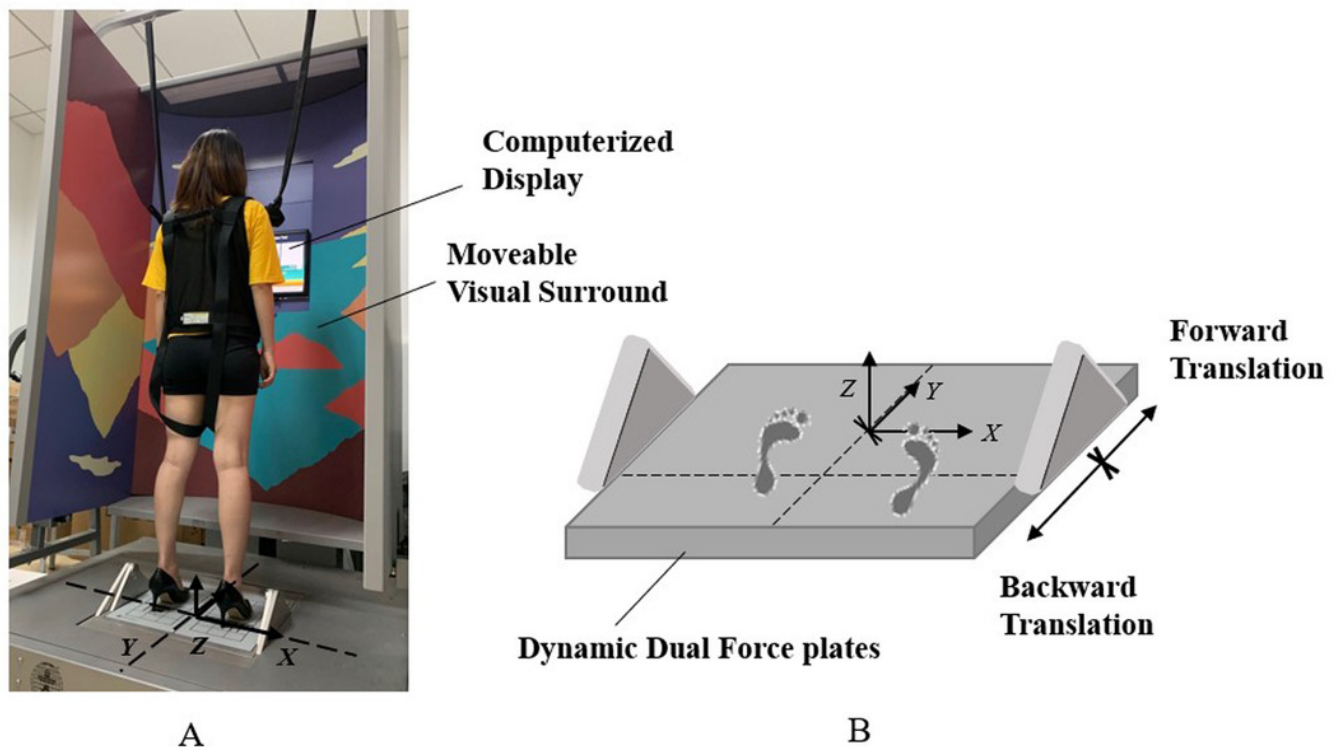 Computerized
Display
Moveable
Visual Surround
Y
Z
X
A
Z
Y
X
Forward
Translation
Backward
Translation
Dynamic Dual Force plates
B